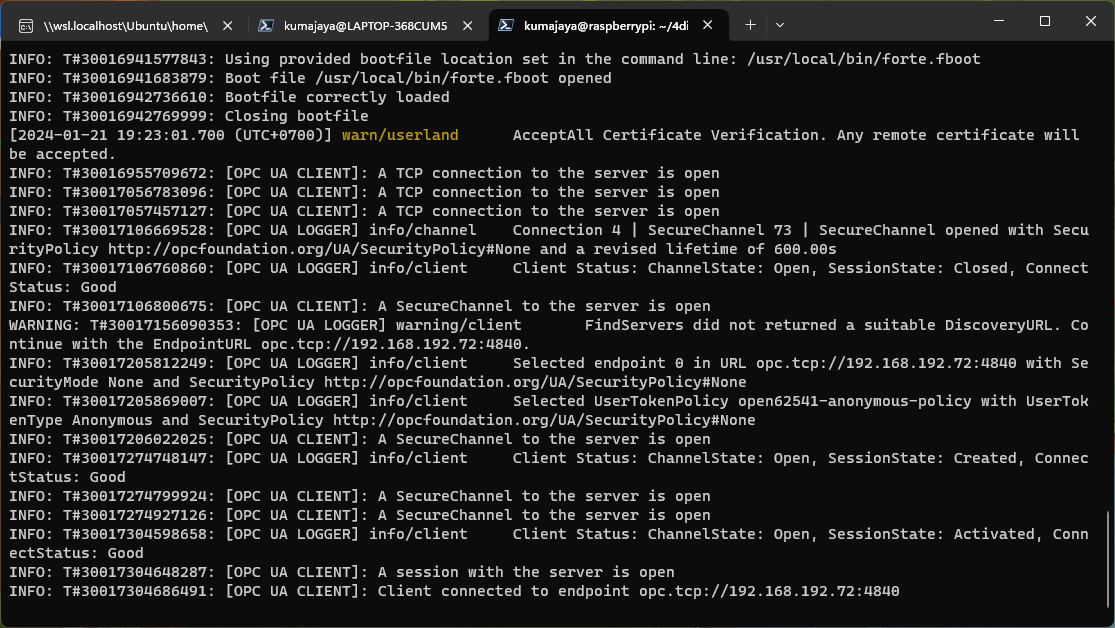 \\wsl.localhost\Ubuntu\home\
kumajaya@LAPTOP-368CUM5
kumajaya@raspberrypi: ~/4di
INFO: T#30016941577843: Using provided bootfile location set in the command line: /usr/local/bin/forte.fboot
INFO: T#30016941683879: Boot file /usr/local/bin/forte.fboot opened
INFO: T#30016942736610: Bootfile correctly loaded
INFO: T#30016942769999: Closing bootfile
[2024-01-21 19:23:01.700 (UTC+0700)] warn/userland      AcceptAll Certificate Verification. Any remote certificate will
be accepted.
INFO: T#30016955709672: [OPC UA CLIENT]: A TCP connection to the server is open
INFO: T#30017056783096: [OPC UA CLIENT]: A TCP connection to the server is open
INFO: T#30017057457127: [OPC UA CLIENT]: A TCP connection to the server is open
INFO: T#30017106669528: [OPC UA LOGGER] info/channel    Connection 4 | SecureChannel 73 | SecureChannel opened with Secu
rityPolicy http://opcfoundation.org/UA/SecurityPolicy#None and a revised lifetime of 600.00s
INFO: T#30017106760860: [OPC UA LOGGER] info/client     Client Status: ChannelState: Open, SessionState: Closed, Connect
Status: Good
INFO: T#30017106800675: [OPC UA CLIENT]: A SecureChannel to the server is open
WARNING: T#30017156090353: [OPC UA LOGGER] warning/client       FindServers did not returned a suitable DiscoveryURL. Co
ntinue with the EndpointURL opc.tcp://192.168.192.72:4840.
INFO: T#30017205812249: [OPC UA LOGGER] info/client     Selected endpoint 0 in URL opc.tcp://192.168.192.72:4840 with Se
curityMode None and SecurityPolicy http://opcfoundation.org/UA/SecurityPolicy#None
INFO: T#30017205869007: [OPC UA LOGGER] info/client     Selected UserTokenPolicy open62541-anonymous-policy with UserTok
enType Anonymous and SecurityPolicy http://opcfoundation.org/UA/SecurityPolicy#None
INFO: T#30017206022025: [OPC UA CLIENT]: A SecureChannel to the server is open
INFO: T#30017274748147: [OPC UA LOGGER] info/client     Client Status: ChannelState: Open, SessionState: Created, Connec
tStatus: Good
INFO: T#30017274799924: [OPC UA CLIENT]: A SecureChannel to the server is open
INFO: T#30017274927126: [OPC UA CLIENT]: A SecureChannel to the server is open
INFO: T#30017304598658: [OPC UA LOGGER] info/client     Client Status: ChannelState: Open, SessionState: Activated, Conn
ectStatus: Good
INFO: T#30017304648287: [OPC UA CLIENT]: A session with the server is open
INFO: T#30017304686491: [OPC UA CLIENT]: Client connected to endpoint opc.tcp://192.168.192.72:4840